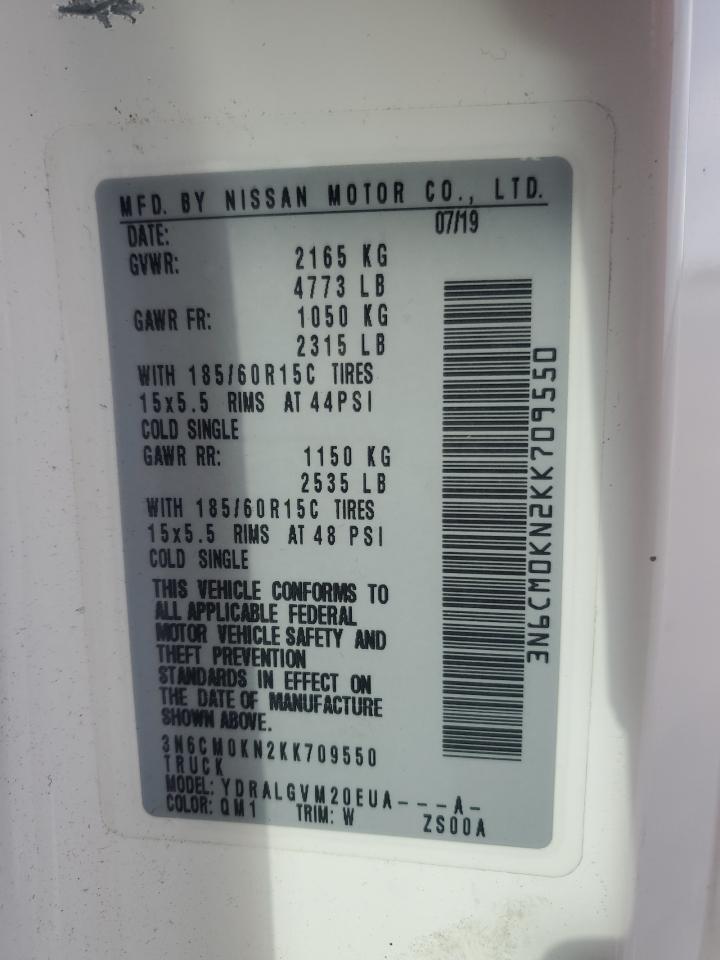 MFD. BY NISSAN MOTOR CO., LTD.
DATE: 07/19
GVWR: 2165 KG
4773 LB
GAWR FR: 1050 KG
2315 LB
WITH 185/60R15C TIRES
15x5.5 RIMS AT 44PSI
COLD SINGLE
GAWR RR: 1150 KG
2535 LB
WITH 185/60R15C TIRES
15x5.5 RIMS AT 48 PSI
COLD SINGLE
THIS VEHICLE CONFORMS TO
ALL APPLICABLE FEDERAL
MOTOR VEHICLE SAFETY AND
THEFT PREVENTION
STANDARDS IN EFFECT ON
THE DATE OF MANUFACTURE
SHOWN ABOVE.
3N6CM0KN2KK709550
TRUCK
MODEL: YDRALGVM20EUA---A-
COLOR: QM1 TRIM: W ZS00A
3N6CM0KN2KK709550